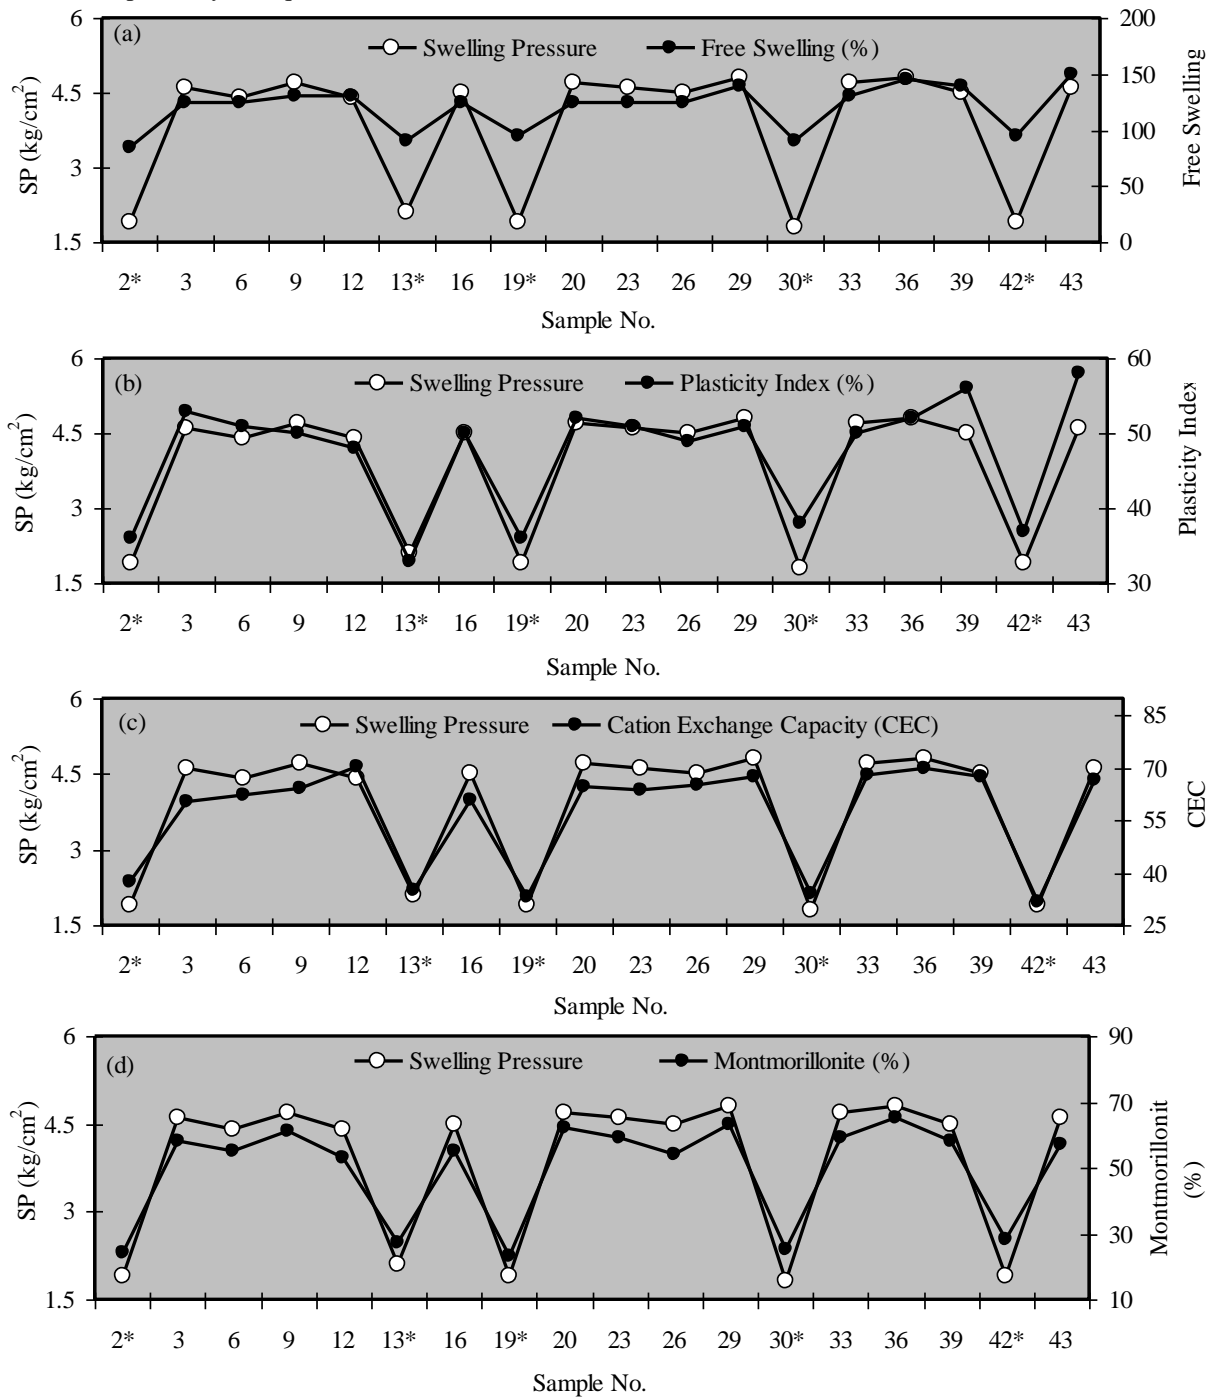 6 (a) Swelling Pressure Free Swelling (%) 200
4.5 150
3 100
50
1.5 0
SP (kg/cm²)
Free Swelling
2* 3 6 9 12 13* 16 19* 20 23 26 29 30* 33 36 39 42* 43
Sample No.
6 (b) Swelling Pressure Plasticity Index (%) 60
4.5 50
3 40
1.5 30
SP (kg/cm²)
Plasticity Index
2* 3 6 9 12 13* 16 19* 20 23 26 29 30* 33 36 39 42* 43
Sample No.
6 (c) Swelling Pressure Cation Exchange Capacity (CEC) 85
4.5 70
3 55
40
1.5 25
SP (kg/cm²)
CEC
2* 3 6 9 12 13* 16 19* 20 23 26 29 30* 33 36 39 42* 43
Sample No.
6 (d) Swelling Pressure Montmorillonite (%) 90
4.5 70
50
3 30
1.5 10
SP (kg/cm²)
Montmorillonit
(%)
2* 3 6 9 12 13* 16 19* 20 23 26 29 30* 33 36 39 42* 43
Sample No.